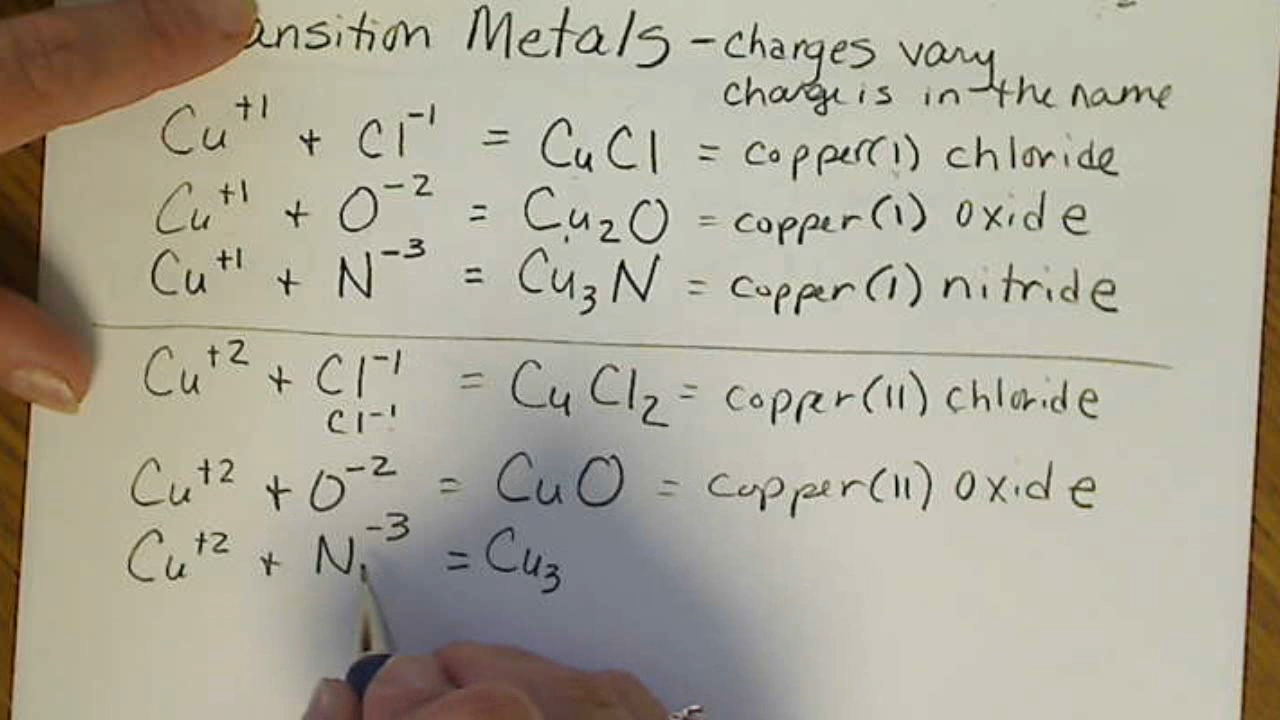 ansition Metals - charges vary
charge is in the name
Cu⁺¹ + Cl⁻¹ = CuCl = copper(I) chloride
Cu⁺¹ + O⁻² = Cu₂O = copper(I) oxide
Cu⁺¹ + N⁻³ = Cu₃N = copper(I) nitride
Cu⁺² + Cl⁻¹ = CuCl₂ = copper(II) chloride
Cl⁻¹
Cu⁺² + O⁻² = CuO = copper(II) oxide
Cu⁺² + N⁻³ = Cu₃